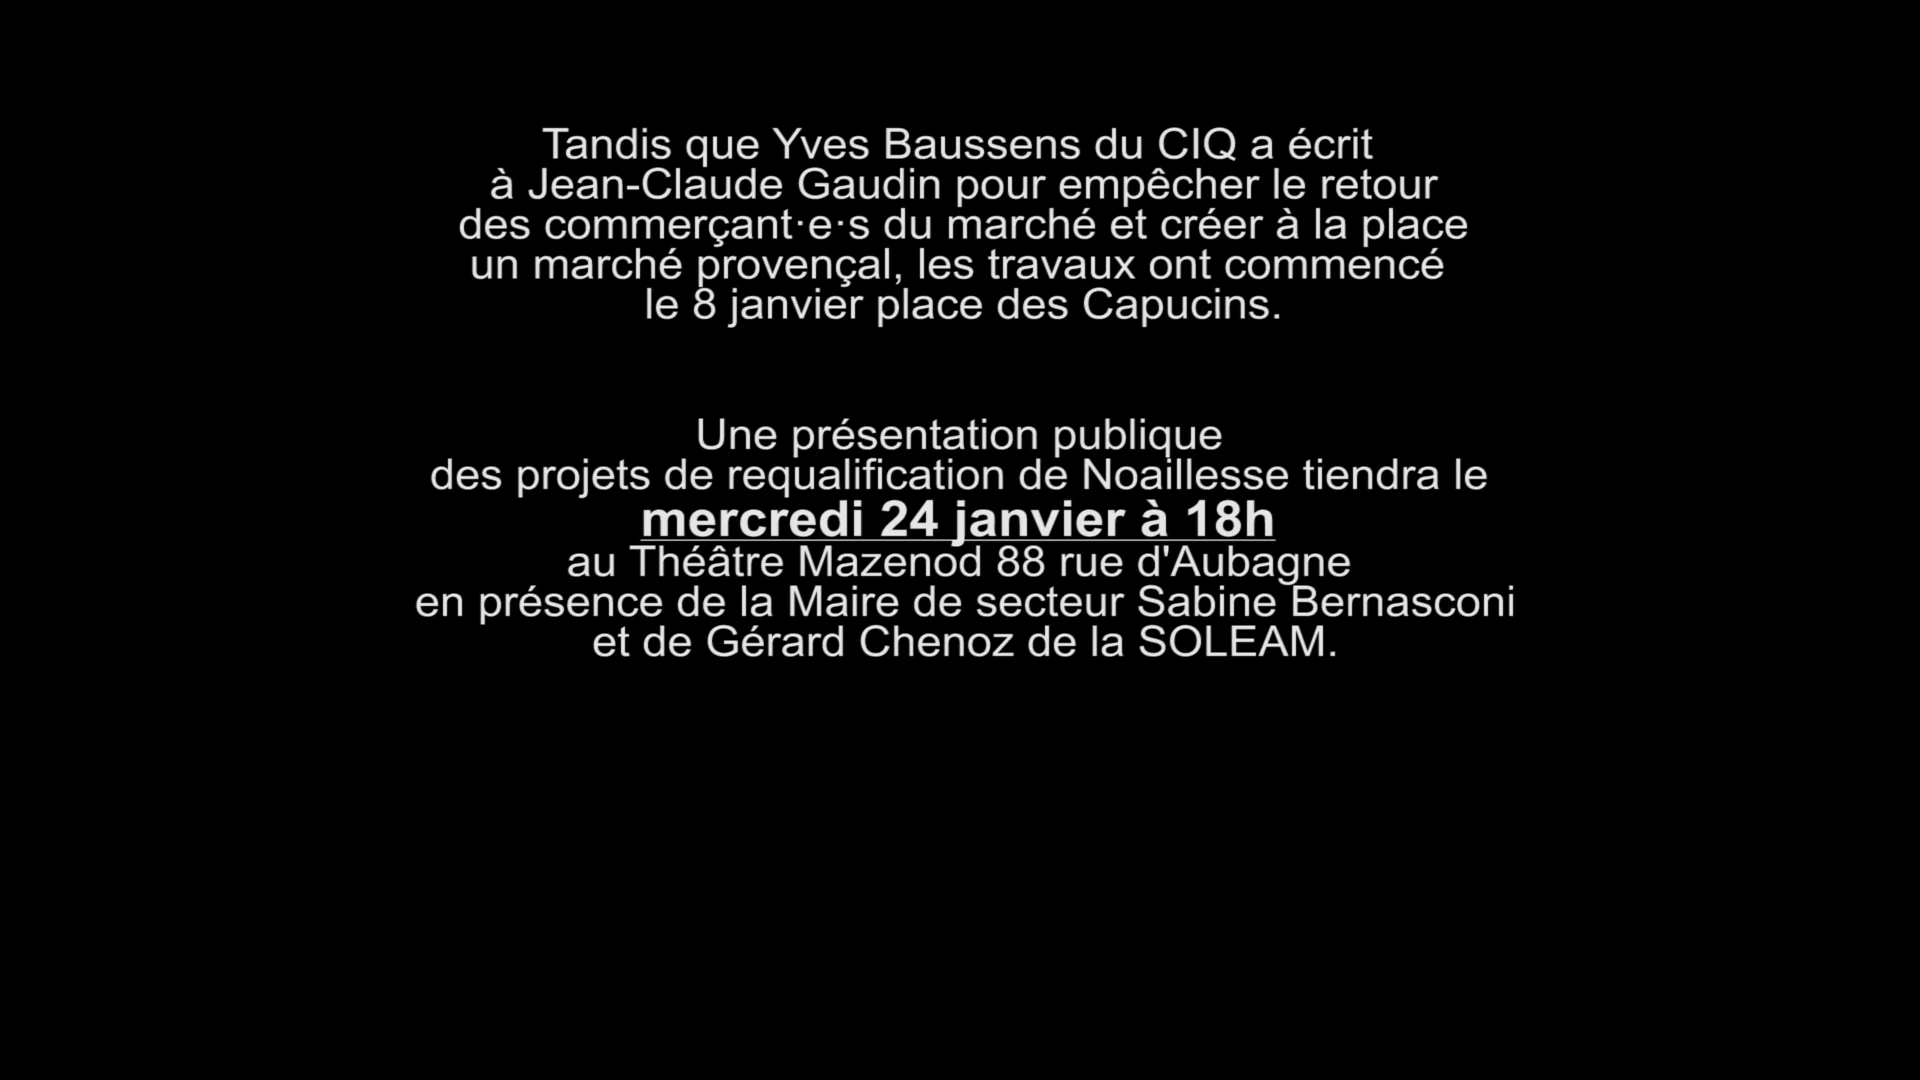 Tandis que Yves Baussens du CIQ a écrit
à Jean-Claude Gaudin pour empêcher le retour
des commerçant·e·s du marché et créer à la place
un marché provençal, les travaux ont commencé
le 8 janvier place des Capucins.
Une présentation publique
des projets de requalification de Noaillesse tiendra le
mercredi 24 janvier à 18h
au Théâtre Mazenod 88 rue d'Aubagne
en présence de la Maire de secteur Sabine Bernasconi
et de Gérard Chenoz de la SOLEAM.